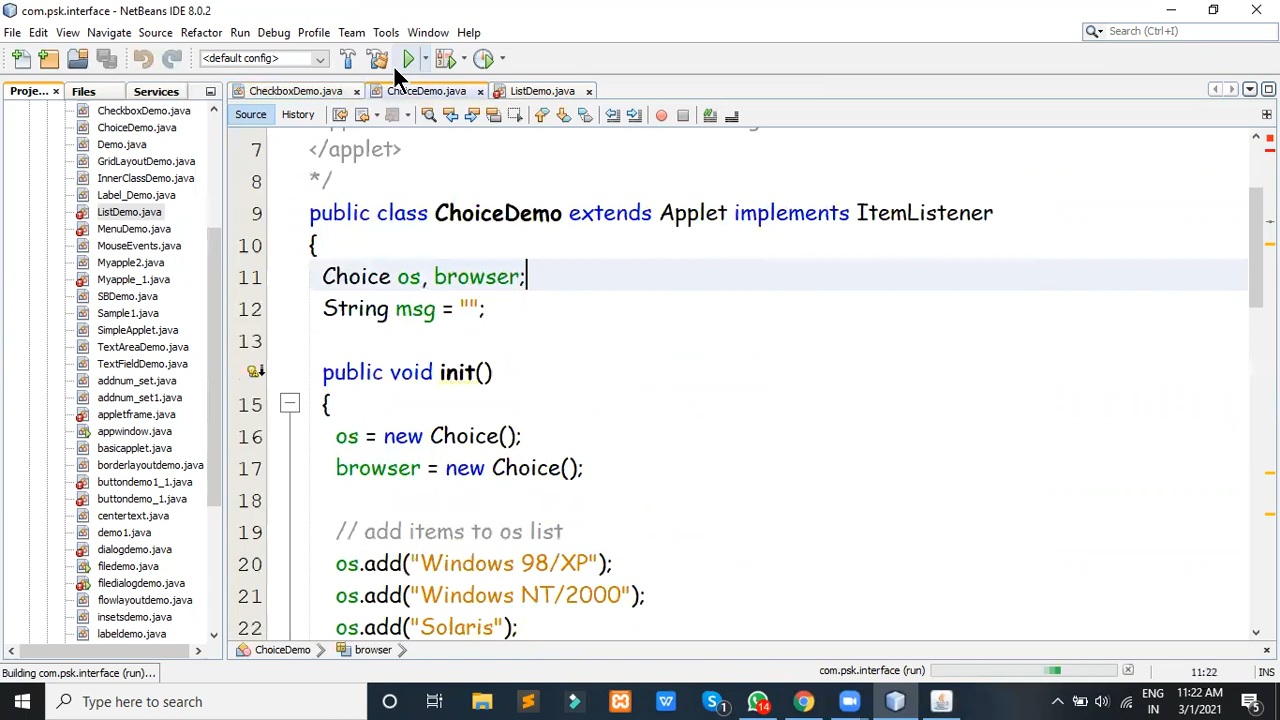 com.psk.interface - NetBeans IDE 8.0.2
File Edit View Navigate Source Refactor Run Debug Profile Team Tools Window Help
Search (Ctrl+I)
<default config>
Proje... Files Services
CheckboxDemo.java ChoiceDemo.java ListDemo.java
Source History
CheckboxDemo.java
ChoiceDemo.java
Demo.java
GridLayoutDemo.java
InnerClassDemo.java
Label_Demo.java
ListDemo.java
MenuDemo.java
MouseEvents.java
Myapple2.java
Myapple_1.java
SBDemo.java
Sample1.java
SimpleApplet.java
TextAreaDemo.java
TextFieldDemo.java
addnum_set.java
addnum_set1.java
appletframe.java
appwindow.java
basicapplet.java
borderlayoutdemo.java
buttondemo1_1.java
buttondemo_1.java
centertext.java
demo1.java
dialogdemo.java
filedemo.java
filedialogdemo.java
flowlayoutdemo.java
insetsdemo.java
labeldemo.java
7 </applet>
8 */
9 public class ChoiceDemo extends Applet implements ItemListener
10 {
11 Choice os, browser;
12 String msg = "";
13
public void init()
15 {
16 os = new Choice();
17 browser = new Choice();
18
19 // add items to os list
20 os.add("Windows 98/XP");
21 os.add("Windows NT/2000");
22 os.add("Solaris");
ChoiceDemo browser
Building com.psk.interface (run)...
com.psk.interface (run)
11:22 INS
Type here to search
1
14
ENG
IN
11:22 AM
3/1/2021
5